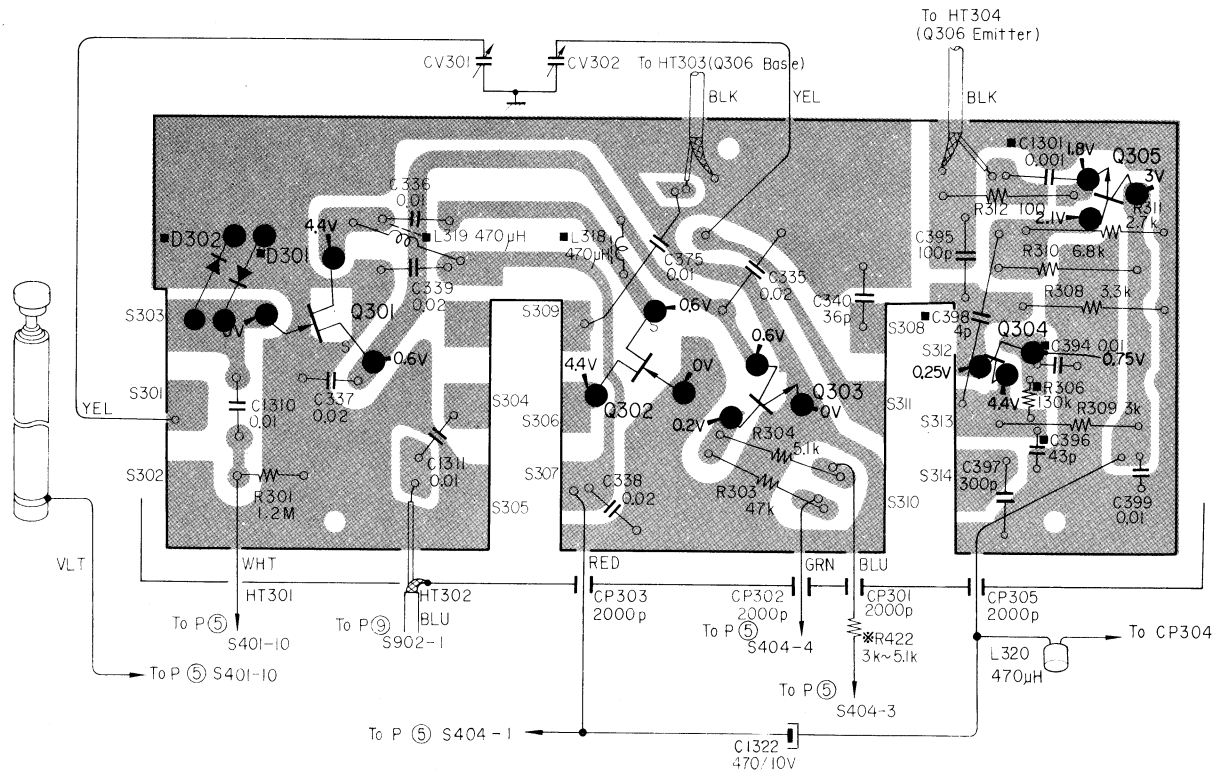 To HT304
(Q306 Emitter)
CV301
CV302
To HT303(Q306 Base)
BLK
YEL
BLK
■C1301
0.001
1.8V
Q305
3V
C336
0.01
4.4V
■D302
■D301
■L319 470μH
■L318
470μH
R312 100
2.1V
R311
2.7k
C395
100p
R310 6.8k
C375
0.01
C335
0.02
C339
0.02
C340
36p
R308 3.3k
S303
0V
Q301
S
0.6V
S309
S
0.6V
S308
■C398
4p
Q304
S312
■C394 0.01
0.75V
0.6V
0.25V
4.4V
0V
Q303
0V
4.4V
Q302
0.2V
■R306
130k
S301
YEL
C1310
0.01
C337
0.02
S304
S306
S311
S313
R309 3k
R304
5.1k
■C396
43p
S302
C1311
0.01
S307
C338
0.02
R303
47k
S314
C397
300p
C399
0.01
R301
1.2M
S305
S310
VLT
WHT
RED
GRN
BLU
HT301
HT302
BLU
CP303
2000p
CP302
2000p
CP301
2000p
CP305
2000p
To P ⑤
S401-10
To P ⑨
S902-1
To P ⑤
S404-4
※R422
3k~5.1k
To CP304
L320
470μH
To P ⑤ S401-10
To P ⑤
S404-3
To P ⑤ S404-1
C1322
470/10V